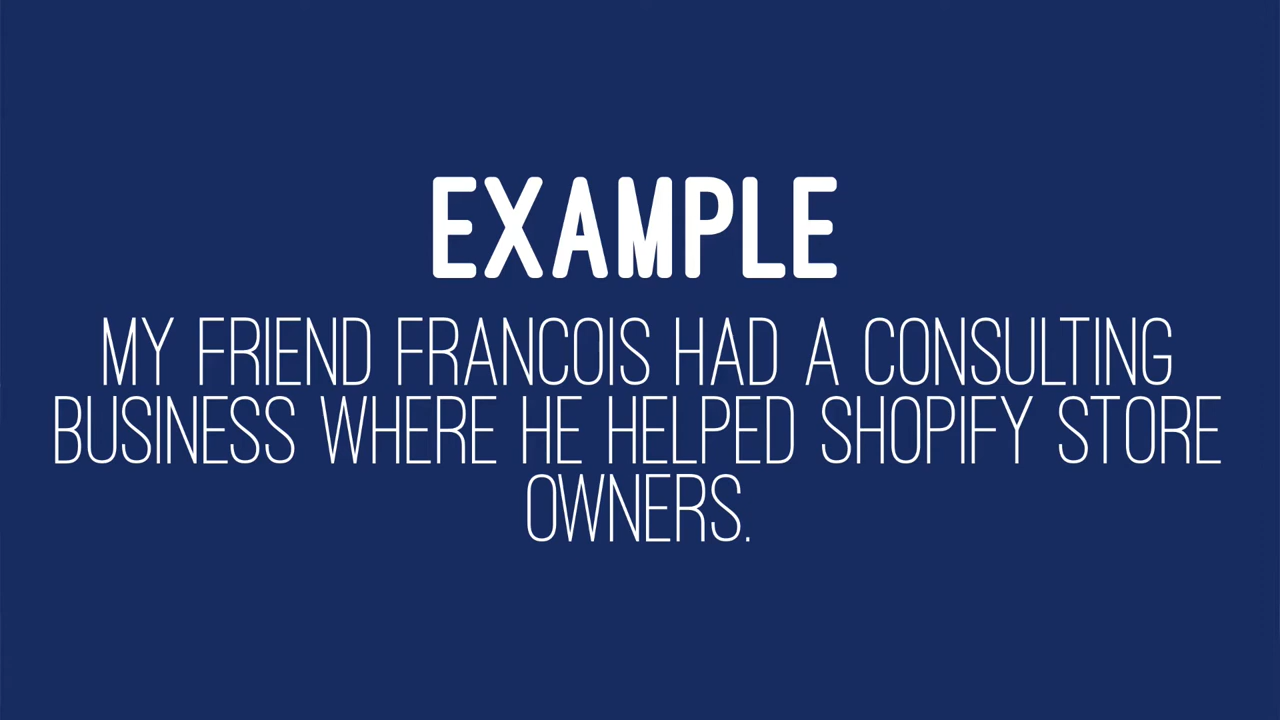 EXAMPLE
MY FRIEND FRANCOIS HAD A CONSULTING
BUSINESS WHERE HE HELPED SHOPIFY STORE
OWNERS.